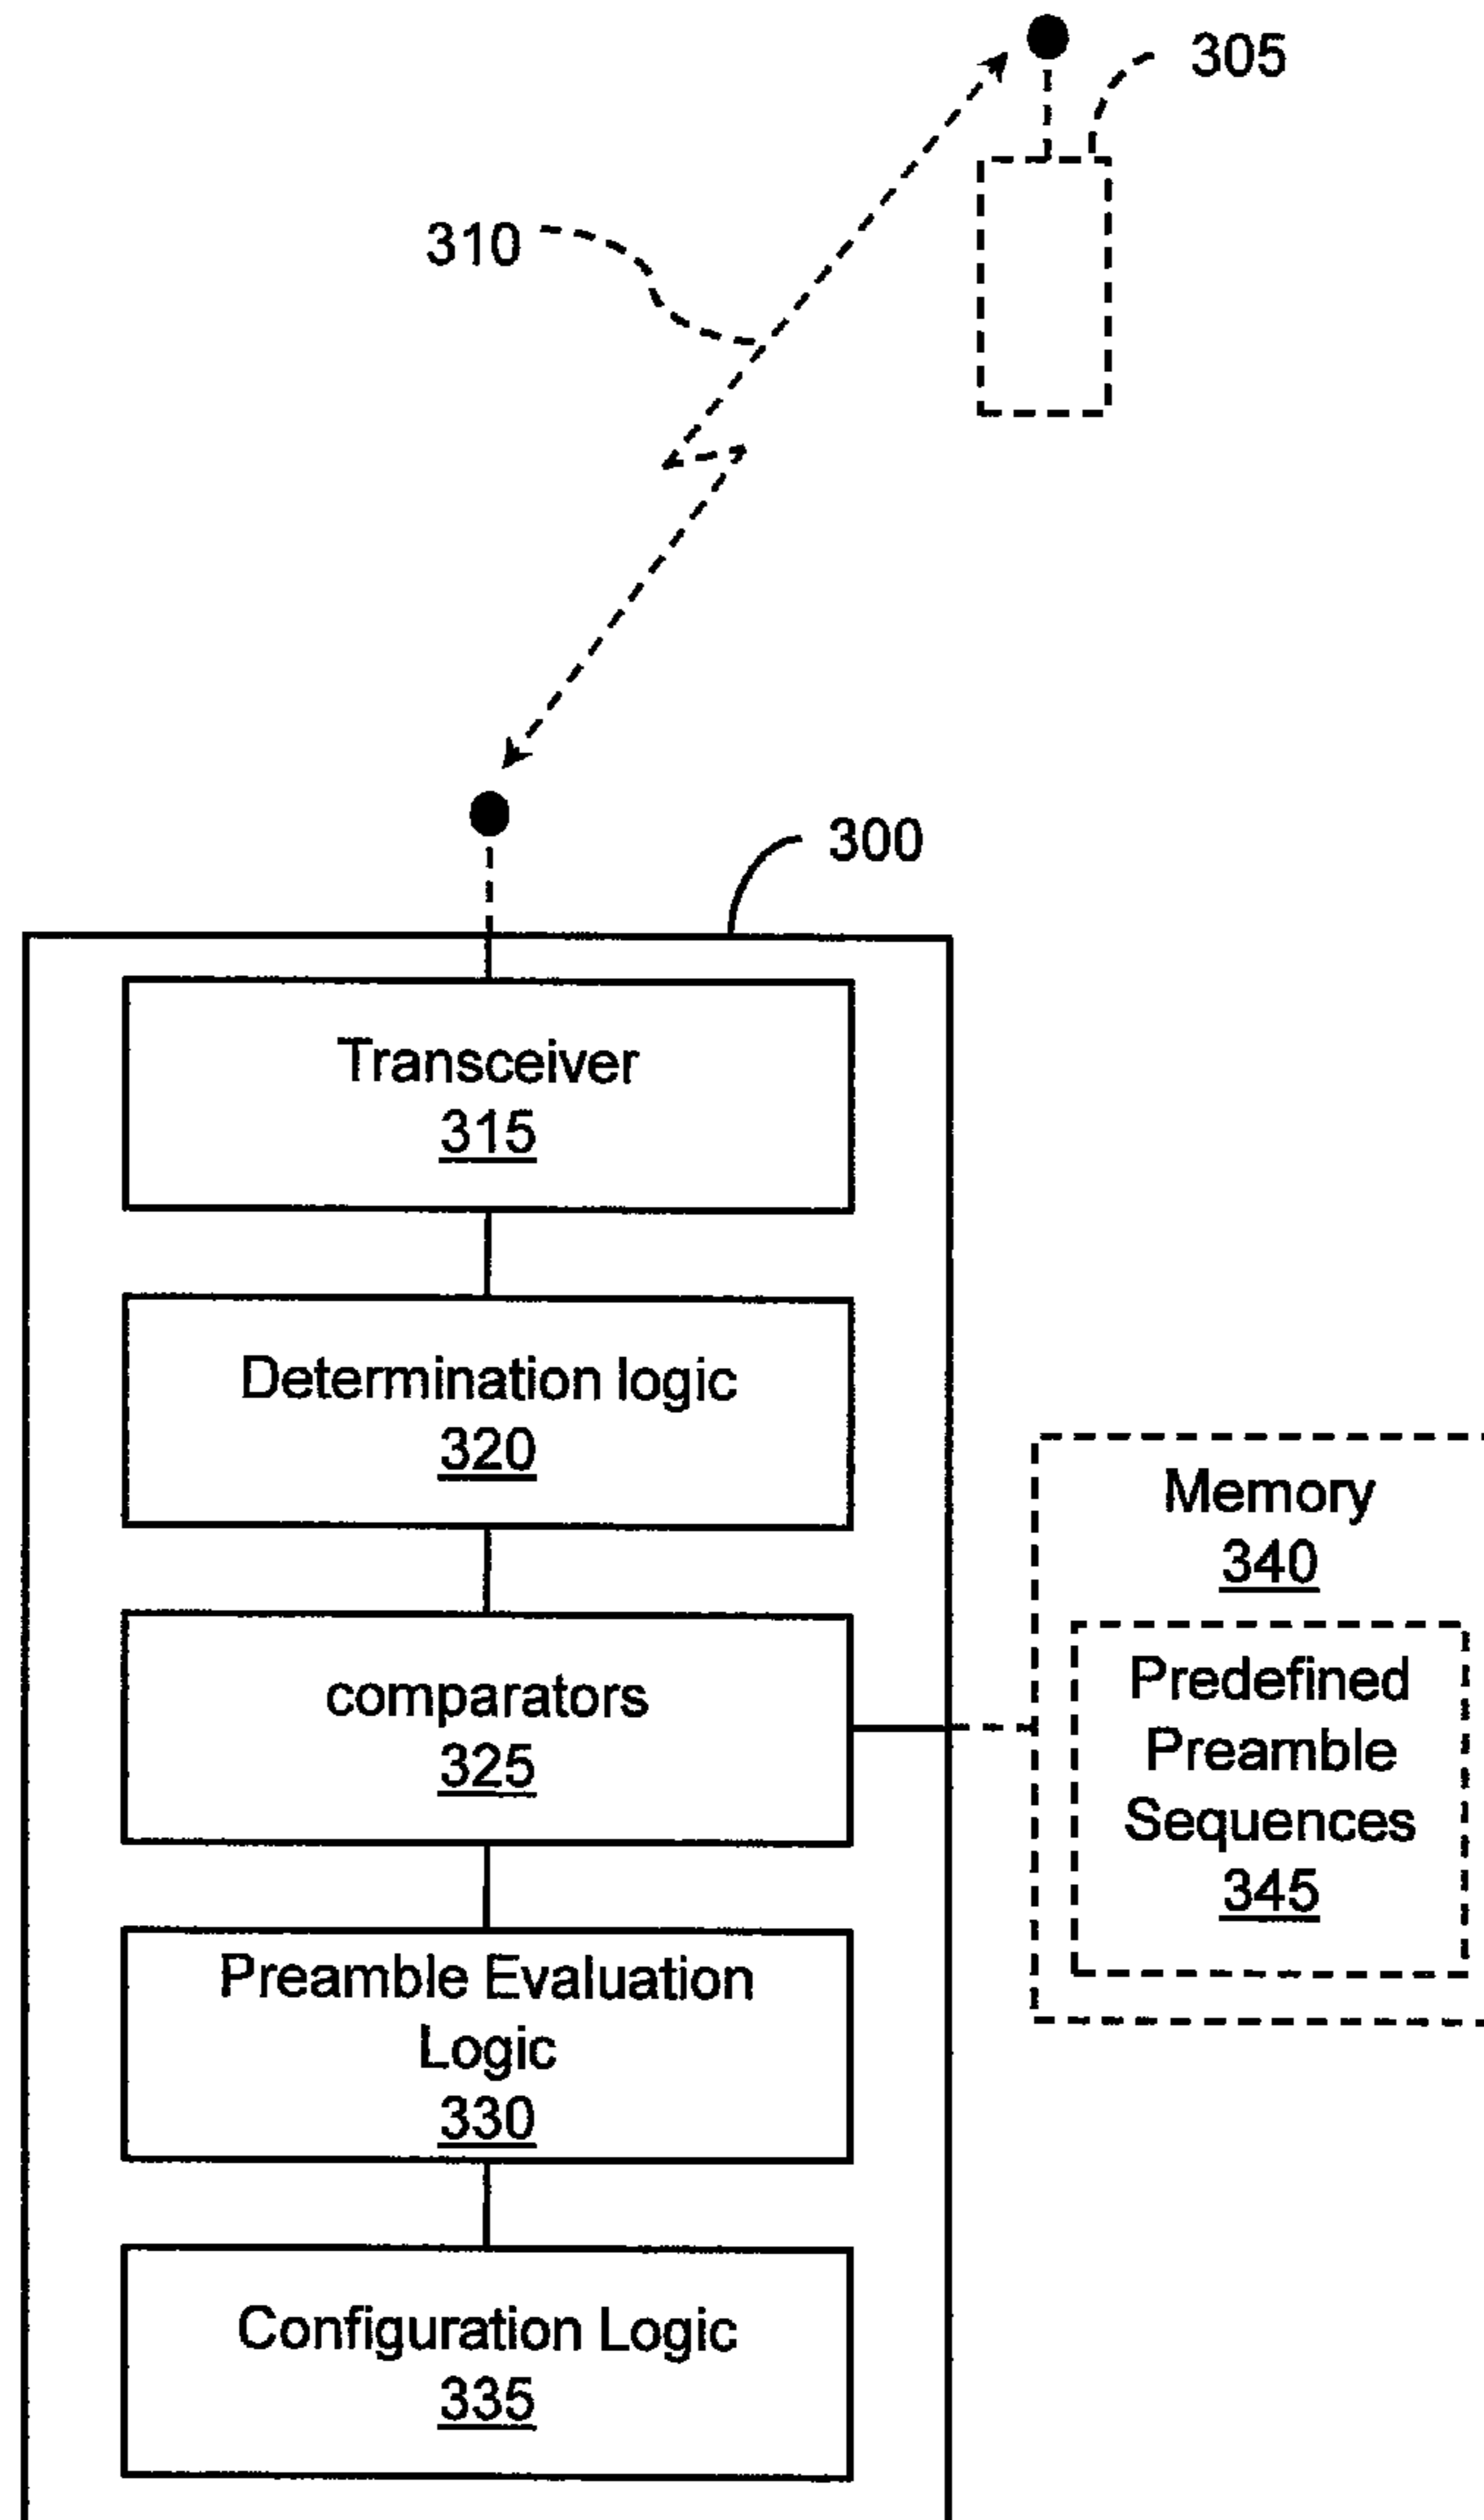 305
310
300
Transceiver
315
Determination logic
320
comparators
325
Preamble Evaluation
Logic
330
Configuration Logic
335
Memory
340
Predefined
Preamble
Sequences
345